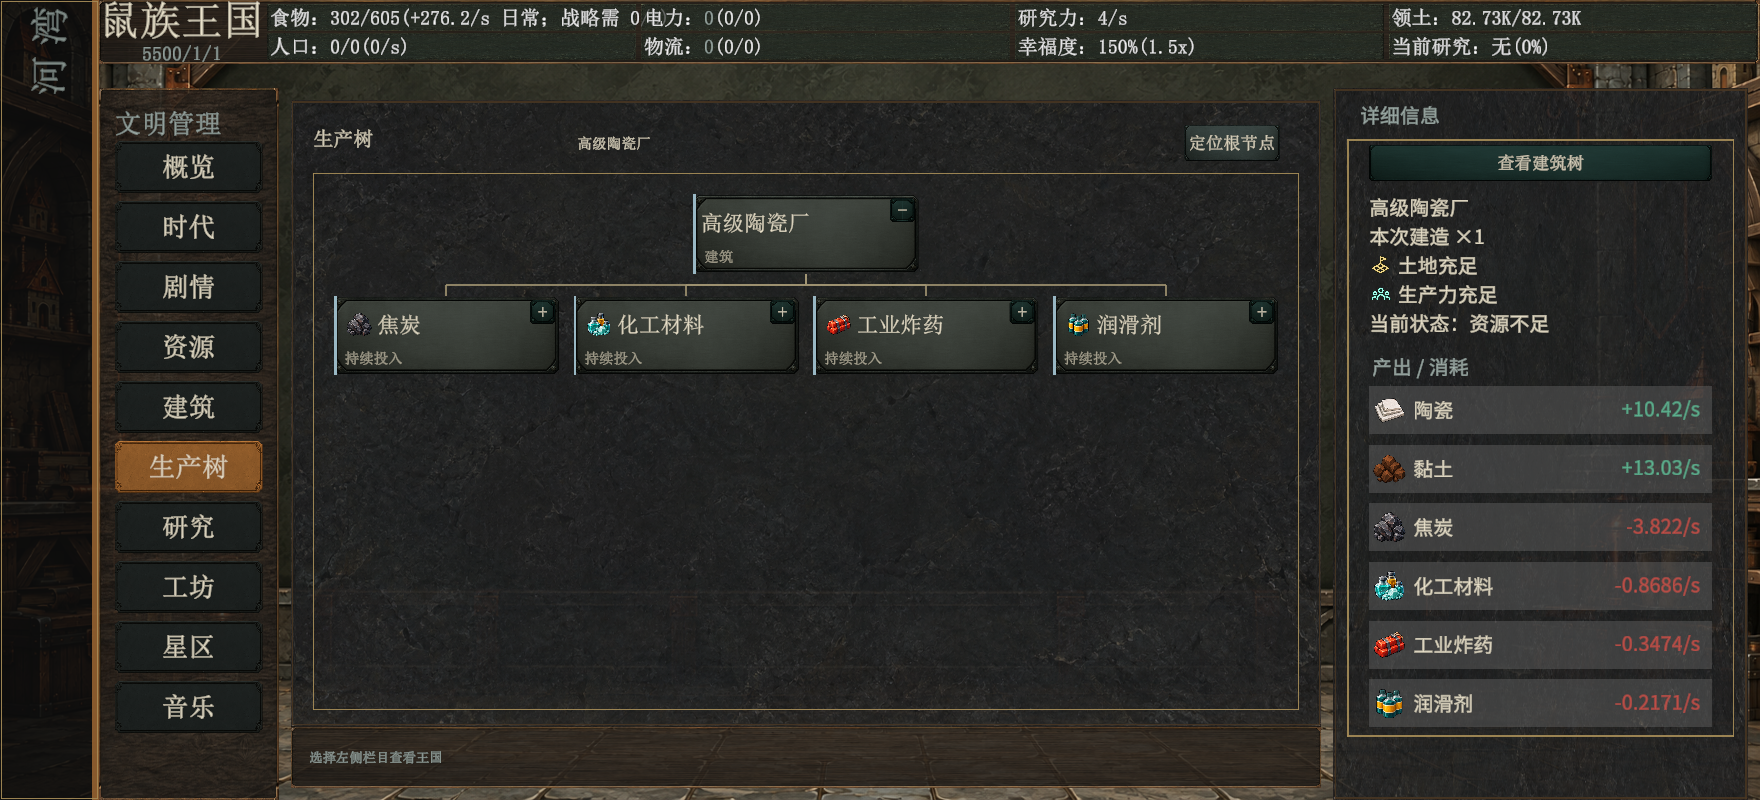 河湾
鼠族王国
5500/1/1
食物：302/605(+276.2/s 日常；战略需 0
人口：0/0(0/s)
电力：0(0/0)
物流：0(0/0)
研究力：4/s
幸福度：150%(1.5x)
领土：82.73K/82.73K
当前研究：无(0%)
文明管理
概览
时代
剧情
资源
建筑
生产树
研究
工坊
星区
音乐
生产树
高级陶瓷厂
定位根节点
高级陶瓷厂
−
建筑
焦炭
+
持续投入
化工材料
+
持续投入
工业炸药
+
持续投入
润滑剂
+
持续投入
选择左侧栏目查看王国
详细信息
查看建筑树
高级陶瓷厂
本次建造 ×1
土地充足
生产力充足
当前状态：资源不足
产出 / 消耗
陶瓷 +10.42/s
黏土 +13.03/s
焦炭 -3.822/s
化工材料 -0.8686/s
工业炸药 -0.3474/s
润滑剂 -0.2171/s